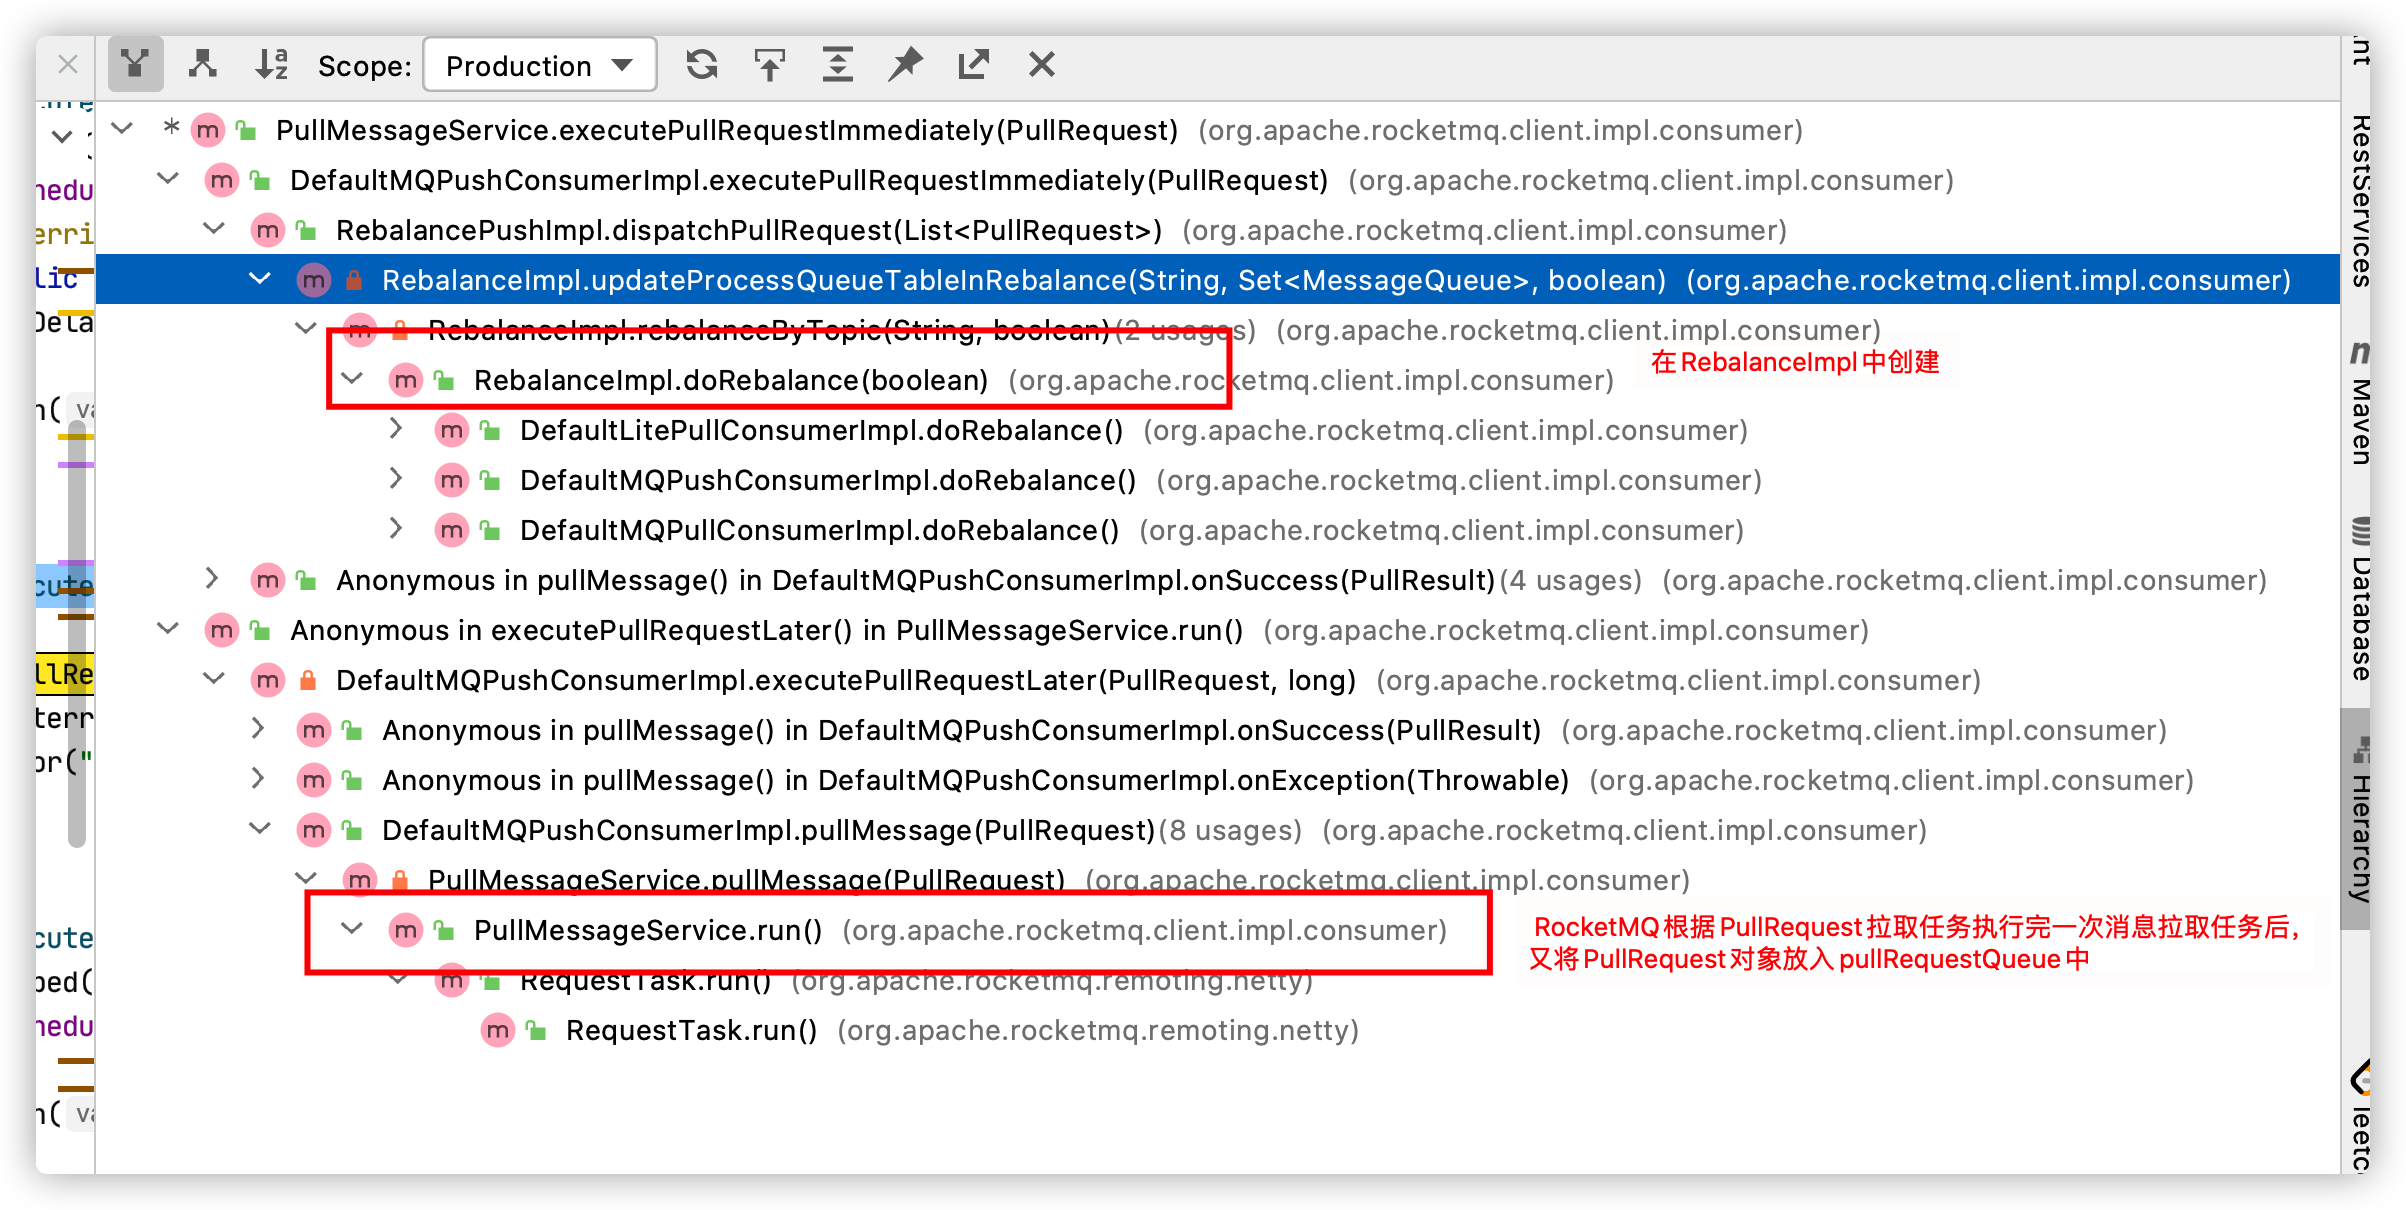 Scope: Production
* PullMessageService.executePullRequestImmediately(PullRequest) (org.apache.rocketmq.client.impl.consumer)
DefaultMQPushConsumerImpl.executePullRequestImmediately(PullRequest) (org.apache.rocketmq.client.impl.consumer)
RebalancePushImpl.dispatchPullRequest(List<PullRequest>) (org.apache.rocketmq.client.impl.consumer)
RebalanceImpl.updateProcessQueueTableInRebalance(String, Set<MessageQueue>, boolean) (org.apache.rocketmq.client.impl.consumer)
RebalanceImpl.rebalanceByTopic(String, boolean)(2 usages) (org.apache.rocketmq.client.impl.consumer)
在RebalanceImpl中创建
RebalanceImpl.doRebalance(boolean) (org.apache.rocketmq.client.impl.consumer)
DefaultLitePullConsumerImpl.doRebalance() (org.apache.rocketmq.client.impl.consumer)
DefaultMQPushConsumerImpl.doRebalance() (org.apache.rocketmq.client.impl.consumer)
DefaultMQPullConsumerImpl.doRebalance() (org.apache.rocketmq.client.impl.consumer)
Anonymous in pullMessage() in DefaultMQPushConsumerImpl.onSuccess(PullResult)(4 usages) (org.apache.rocketmq.client.impl.consumer)
Anonymous in executePullRequestLater() in PullMessageService.run() (org.apache.rocketmq.client.impl.consumer)
DefaultMQPushConsumerImpl.executePullRequestLater(PullRequest, long) (org.apache.rocketmq.client.impl.consumer)
Anonymous in pullMessage() in DefaultMQPushConsumerImpl.onSuccess(PullResult) (org.apache.rocketmq.client.impl.consumer)
Anonymous in pullMessage() in DefaultMQPushConsumerImpl.onException(Throwable) (org.apache.rocketmq.client.impl.consumer)
DefaultMQPushConsumerImpl.pullMessage(PullRequest)(8 usages) (org.apache.rocketmq.client.impl.consumer)
PullMessageService.pullMessage(PullRequest) (org.apache.rocketmq.client.impl.consumer)
PullMessageService.run() (org.apache.rocketmq.client.impl.consumer)
RocketMQ根据PullRequest拉取任务执行完一次消息拉取任务后，
又将PullRequest对象放入pullRequestQueue中
RequestTask.run() (org.apache.rocketmq.remoting.netty)
RequestTask.run() (org.apache.rocketmq.remoting.netty)
RestServices
Maven
Database
Hierarchy